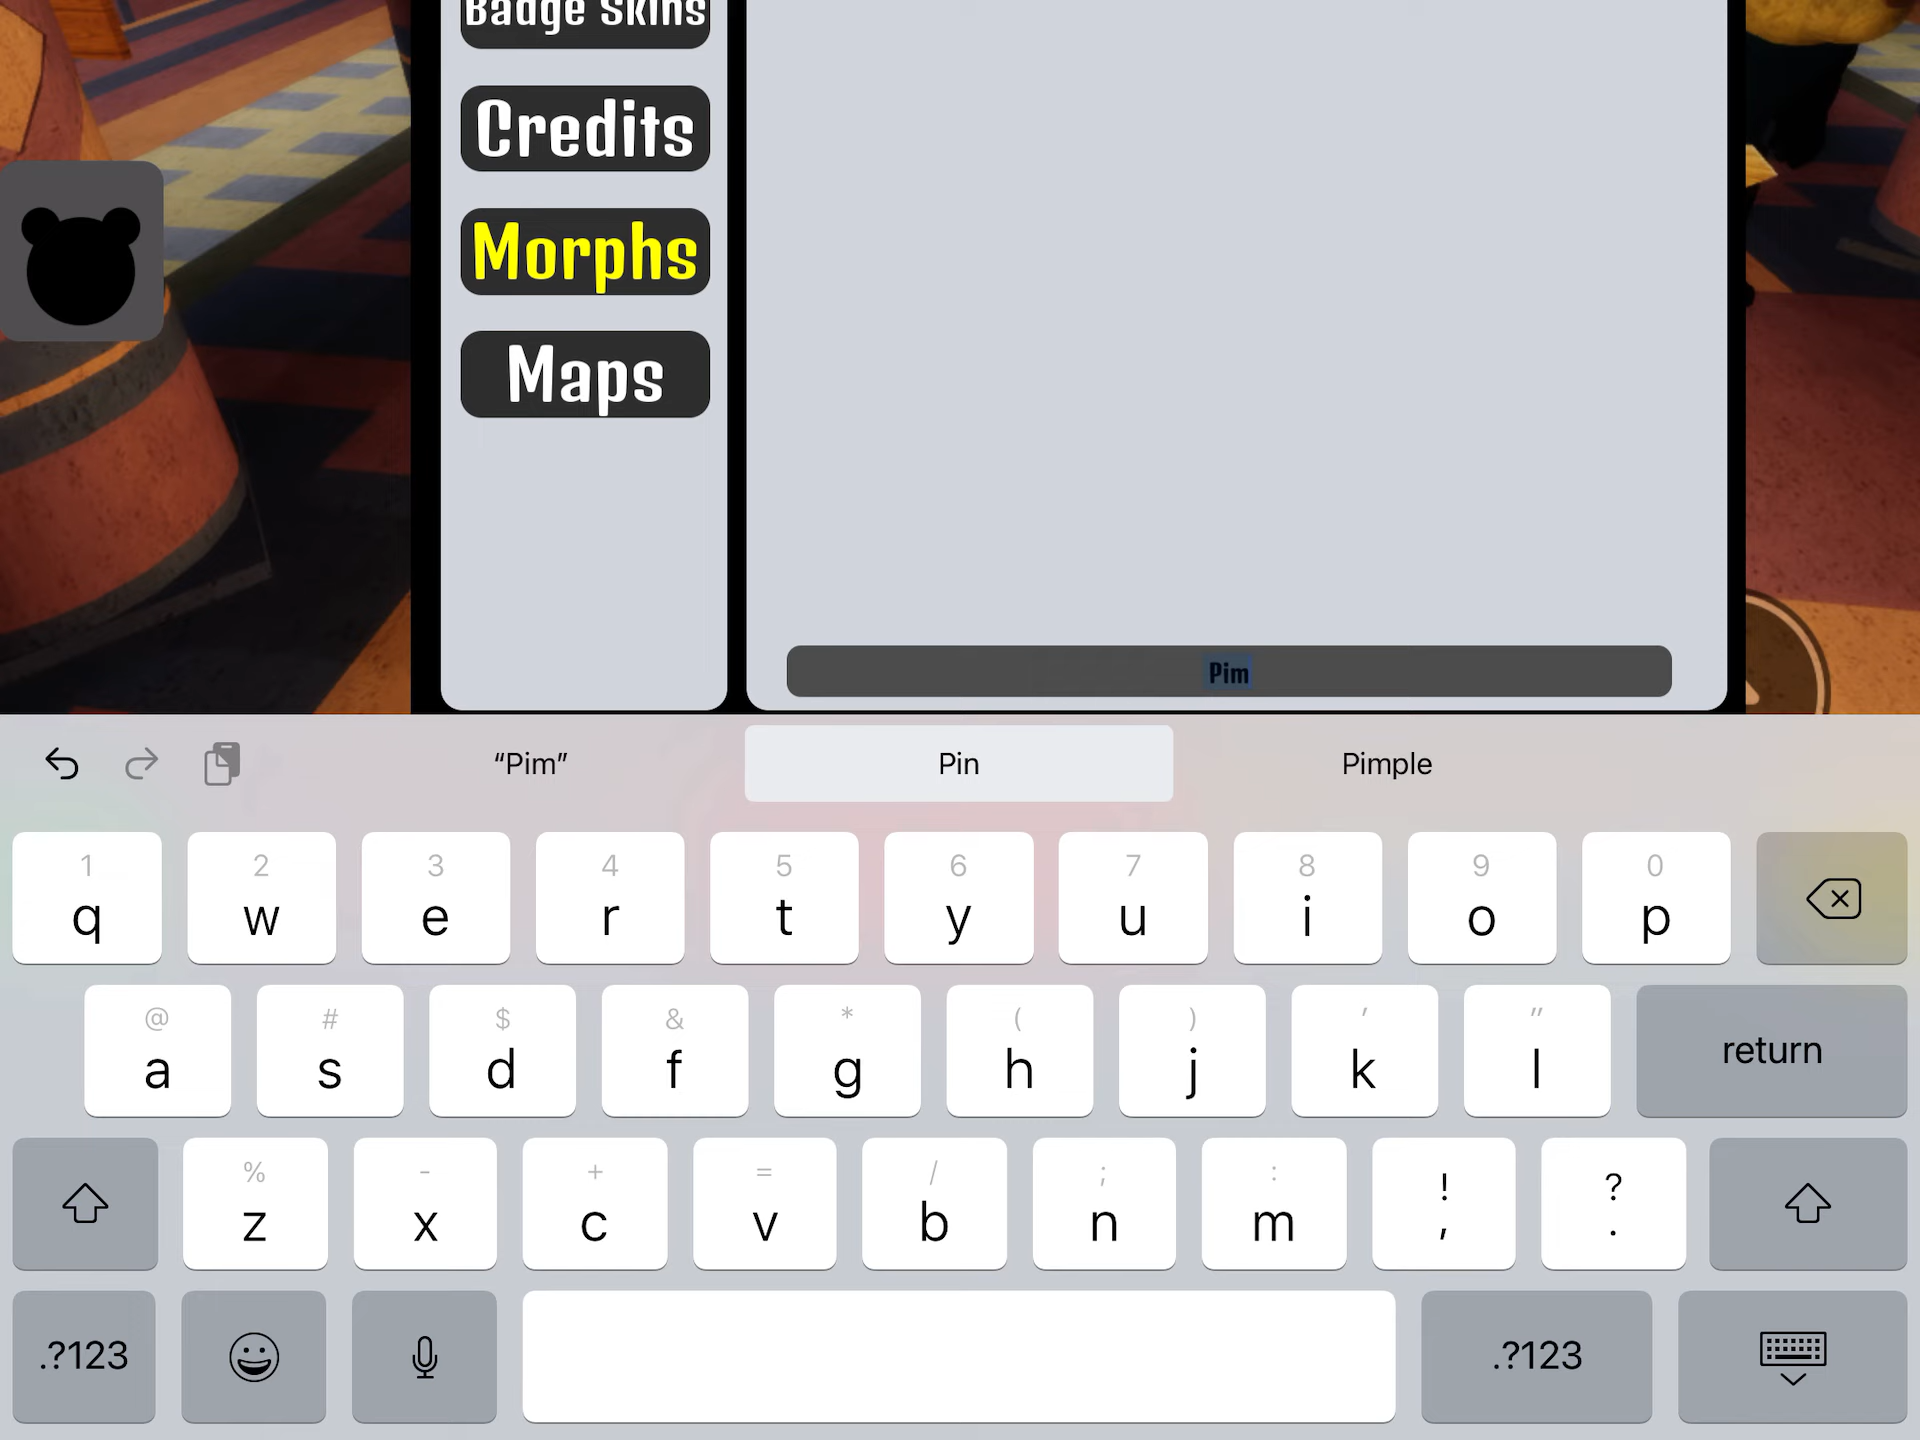 Badge Skins
Credits
Morphs
Maps
Pim
“Pim” Pin Pimple
1 2 3 4 5 6 7 8 9 0
q w e r t y u i o p
@ # $ & * ( ) ' "
a s d f g h j k l return
% - + = / ; : ! ?
z x c v b n m , .
.?123 .?123